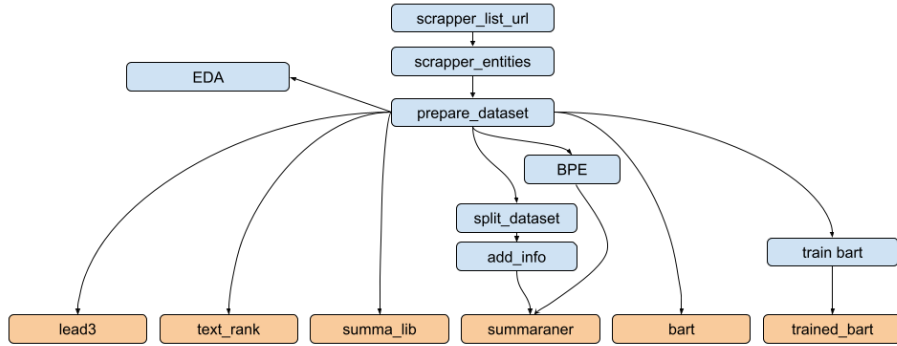 scrapper_list_url
scrapper_entities
EDA
prepare_dataset
BPE
split_dataset
add_info
train bart
lead3
text_rank
summa_lib
summaraner
bart
trained_bart